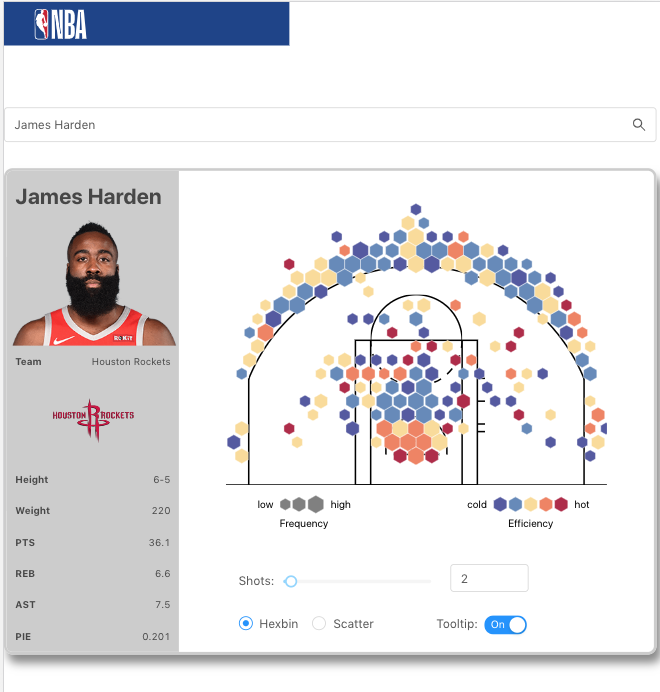 NBA
James Harden
James Harden
Team Houston Rockets
HOUSTON ROCKETS
Height 6-5
Weight 220
PTS 36.1
REB 6.6
AST 7.5
PIE 0.201
low high
Frequency
cold hot
Efficiency
Shots: 2
Hexbin Scatter Tooltip: On